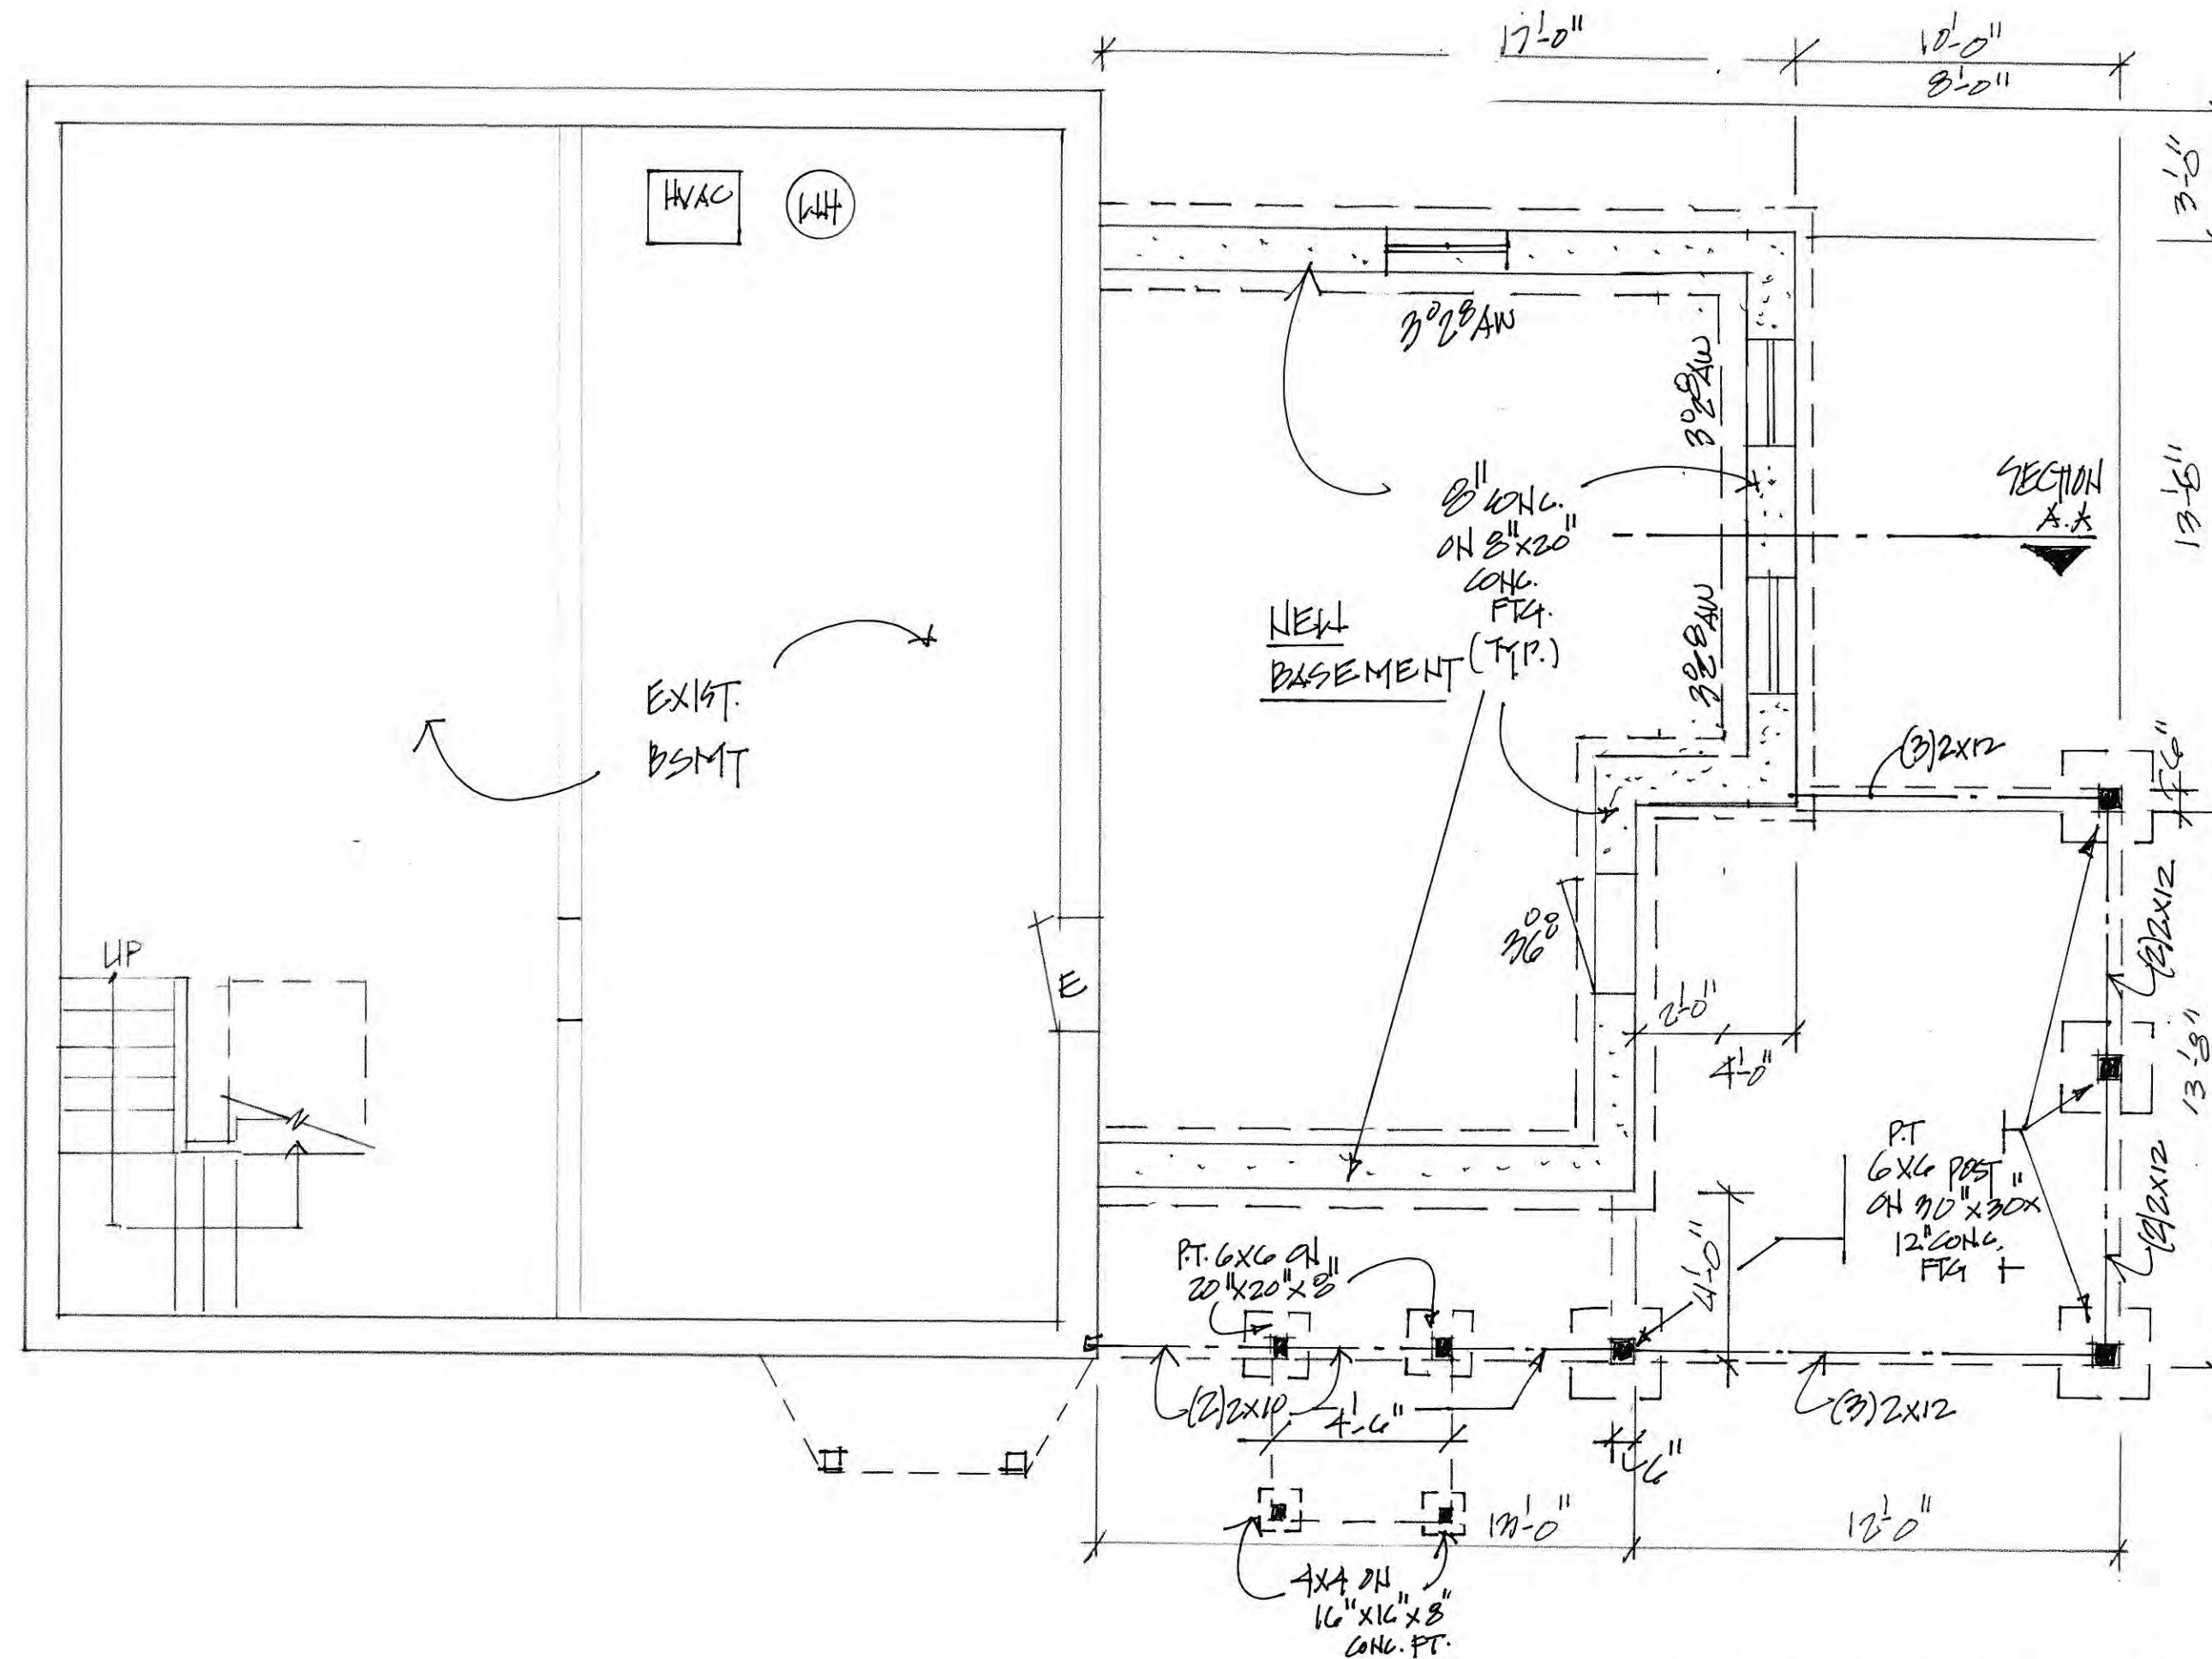 17'-0"
10'-0"
8'-0"
3'-0"
HVAC
WH
3⁰2⁸AW
3⁰2⁸AW
8" CONC.
ON 8"X20"
CONC.
FTG.
(TYP.)
SECTION
A.A
13'-6"
NEW
BASEMENT
3⁰2⁸AW
EXIST.
BSMT
(3)2X12
6"
UP
E
3⁰6⁸
(2)2X12
2'-0"
4'-0"
13'-8"
P.T
6X6 POST
ON 30"X30X
12" CONC.
FTG
(2)2X12
4'-0"
P.T. 6X6 ON
20"X20"X8"
(2)2X10
4'-6"
(3)2X12
6"
13'-0"
12'-0"
4X4 ON
16"X16"X8"
CONC. FT.